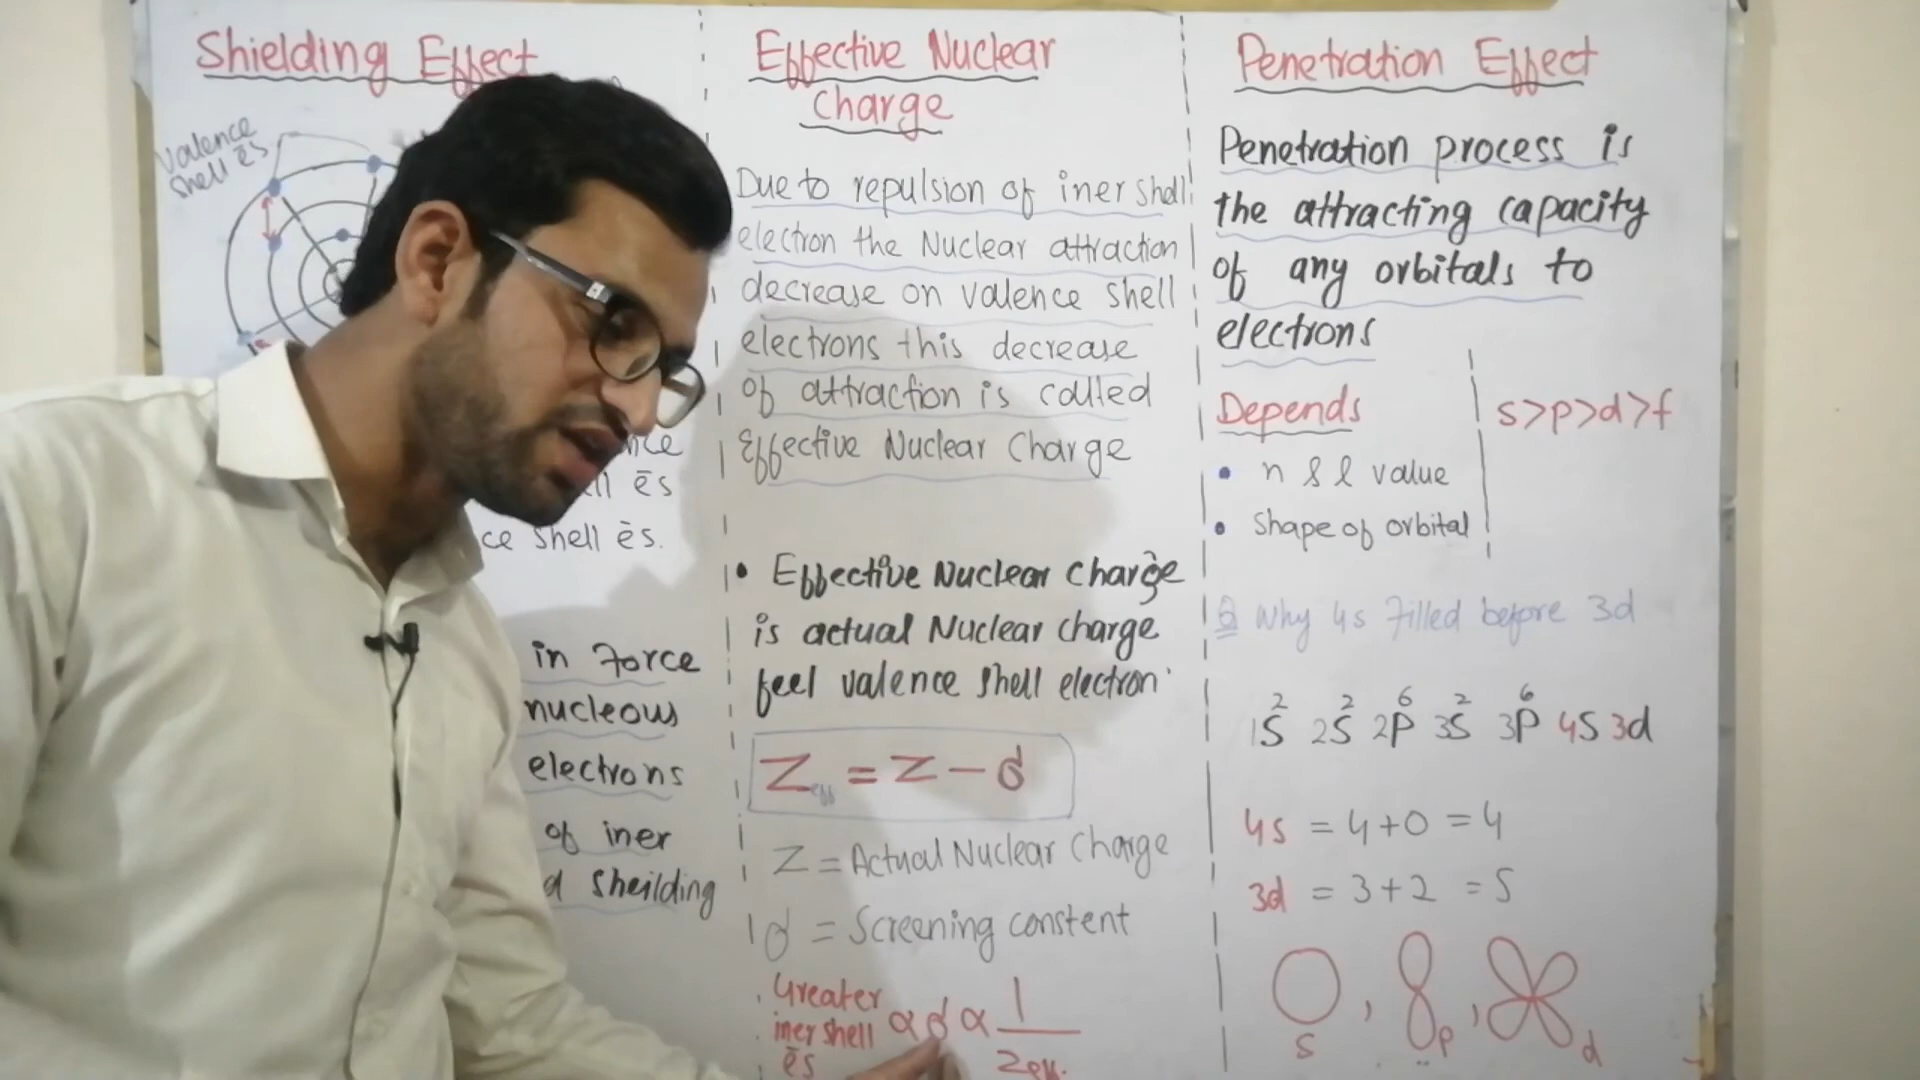 Shielding Effect
valence
shell ēs
ēs
ce shell ēs.
in Force
nucleous
electrons
of iner
d sheilding
Effective Nuclear
Charge
Due to repulsion of iner shell
electron the Nuclear attraction
decrease on valence shell
electrons this decrease
of attraction is called
Effective Nuclear Charge
• Effective Nuclear Charge
is actual Nuclear charge
feel valence shell electron.
Zeff = Z - σ
Z = Actual Nuclear Charge
σ = Screening constent
Greater
iner shell ∝ σ ∝ 1
ēs Zeff.
Penetration Effect
Penetration process is
the attracting capacity
of any orbitals to
electrons
Depends
s>p>d>f
• n & l value
• Shape of orbital
Q Why 4s filled before 3d
1S² 2S² 2p⁶ 3S² 3p⁶ 4S 3d
4s = 4+0 = 4
3d = 3+2 = 5
s , p , d